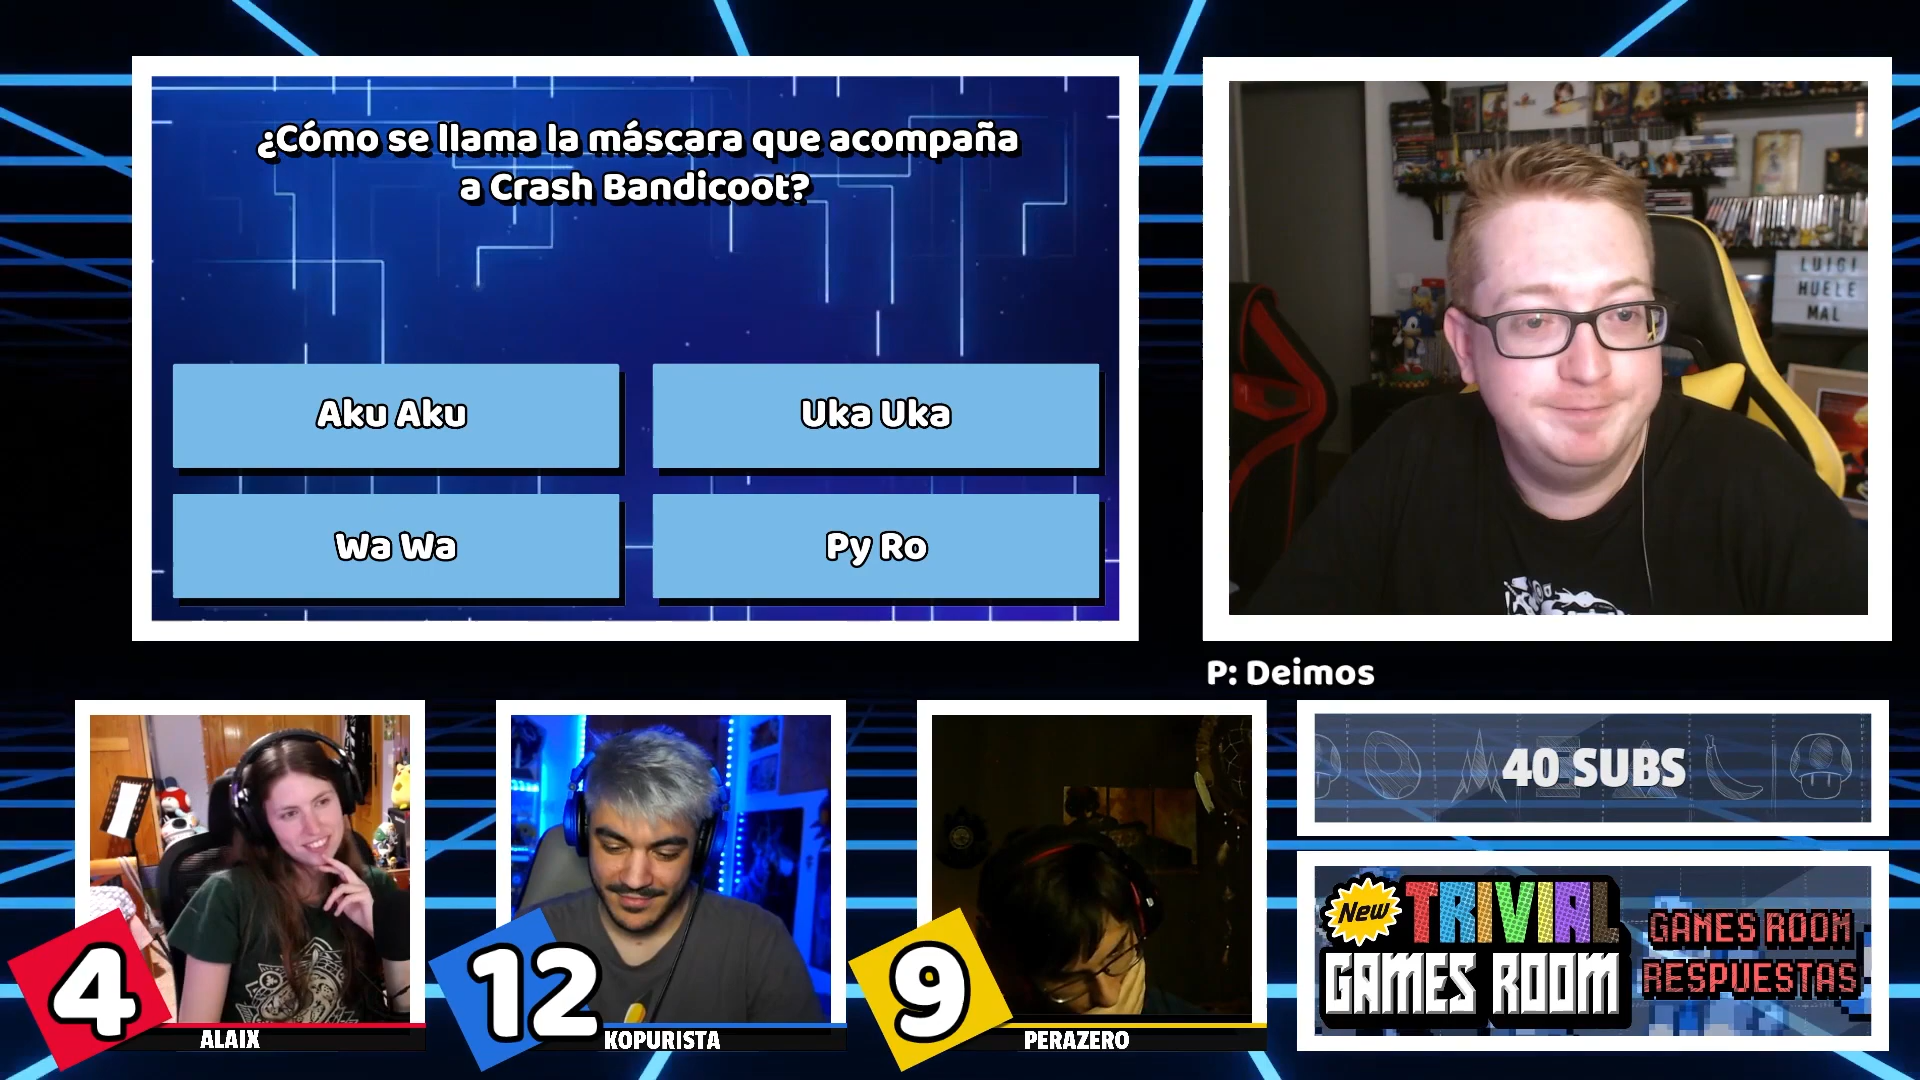 ¿Cómo se llama la máscara que acompaña
a Crash Bandicoot?
Aku Aku
Uka Uka
Wa Wa
Py Ro
LUIGI
HUELE
MAL
P: Deimos
40 SUBS
4
ALAIX
12
KOPURISTA
9
PERAZERO
New
TRIVIAL
GAMES ROOM
GAMES ROOM
RESPUESTAS